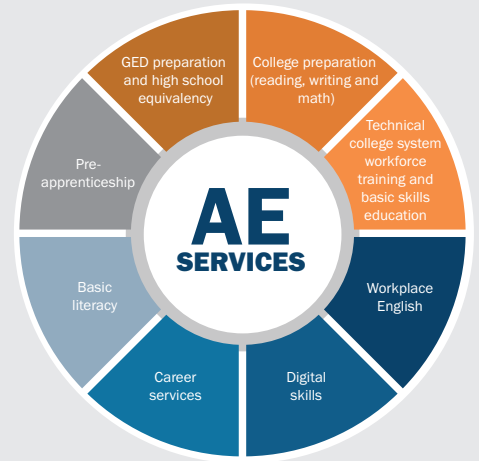 GED preparation
and high school
equivalency
College preparation
(reading, writing and
math)
Technical
college system
workforce
training and
basic skills
education
Pre-
apprenticeship
AE
SERVICES
Basic
literacy
Workplace
English
Career
services
Digital
skills